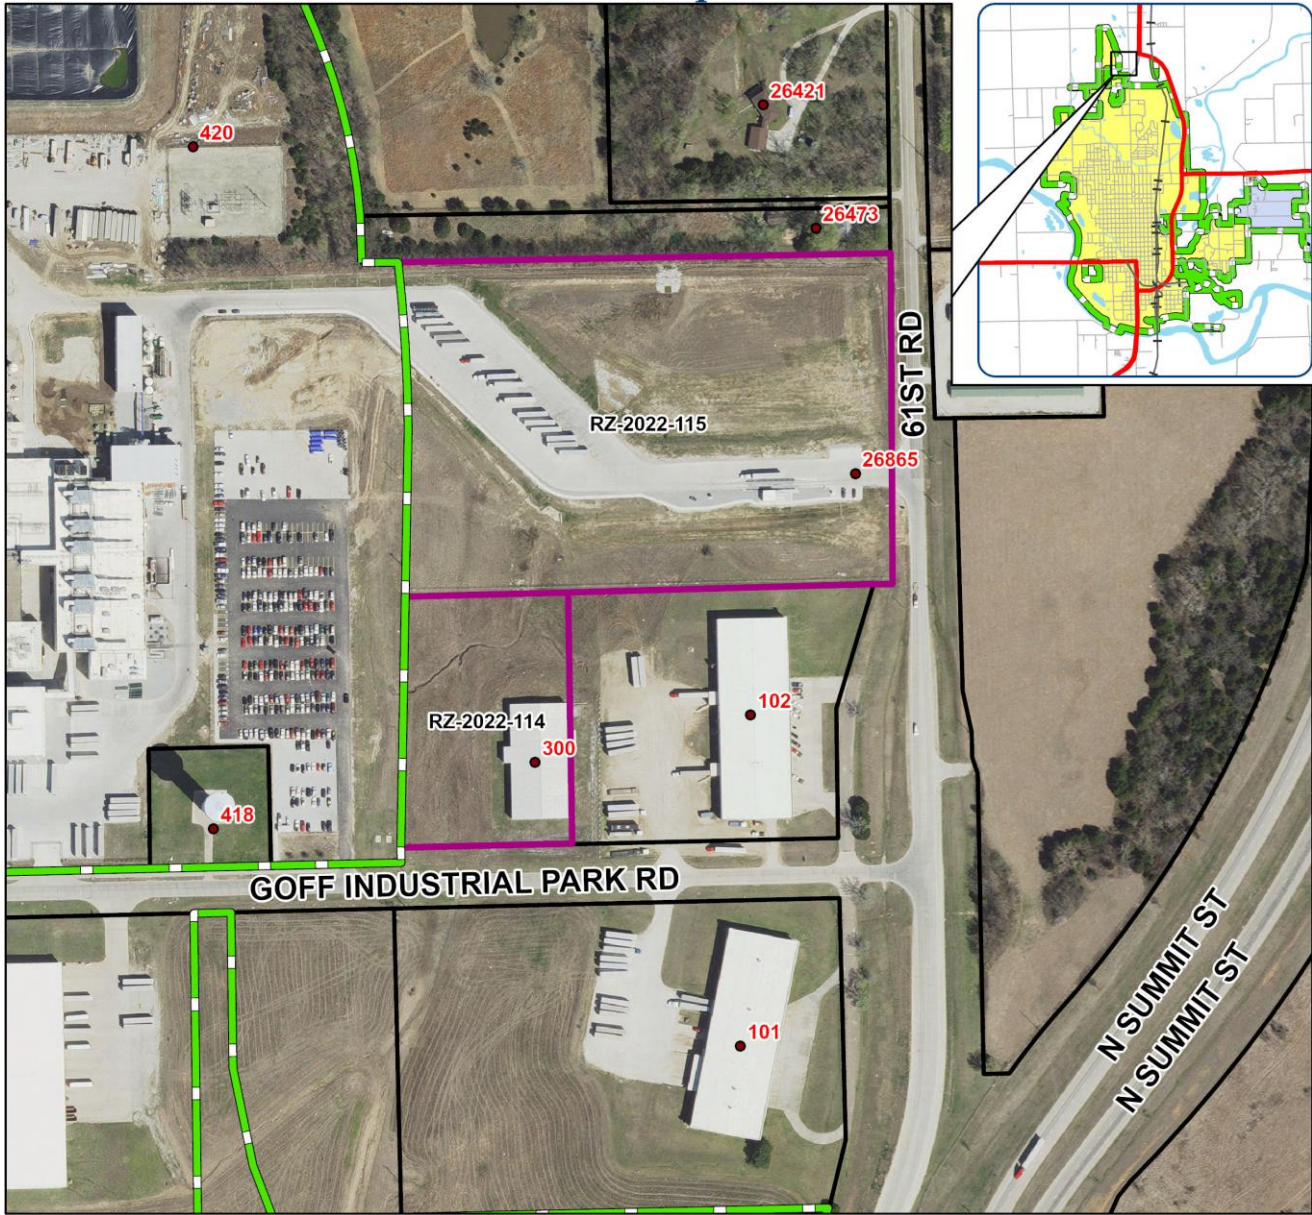 26421
420
26473
61ST RD
RZ-2022-115
26865
RZ-2022-114
102
300
418
GOFF INDUSTRIAL PARK RD
N SUMMIT ST
N SUMMIT ST
101